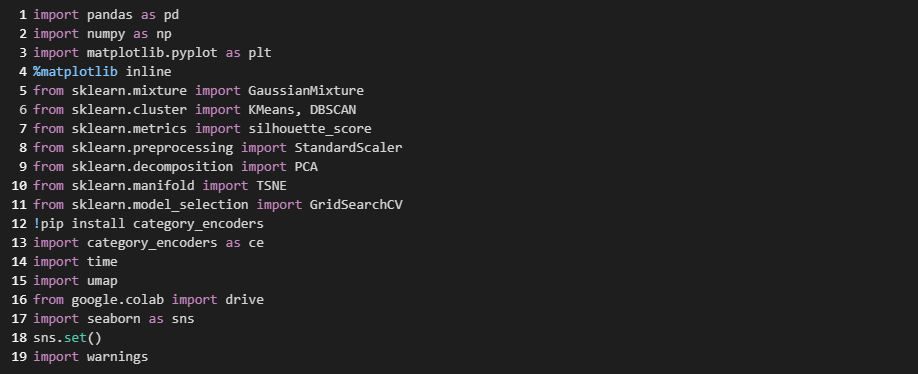 1 import pandas as pd
2 import numpy as np
3 import matplotlib.pyplot as plt
4 %matplotlib inline
5 from sklearn.mixture import GaussianMixture
6 from sklearn.cluster import KMeans, DBSCAN
7 from sklearn.metrics import silhouette_score
8 from sklearn.preprocessing import StandardScaler
9 from sklearn.decomposition import PCA
10 from sklearn.manifold import TSNE
11 from sklearn.model_selection import GridSearchCV
12 !pip install category_encoders
13 import category_encoders as ce
14 import time
15 import umap
16 from google.colab import drive
17 import seaborn as sns
18 sns.set()
19 import warnings